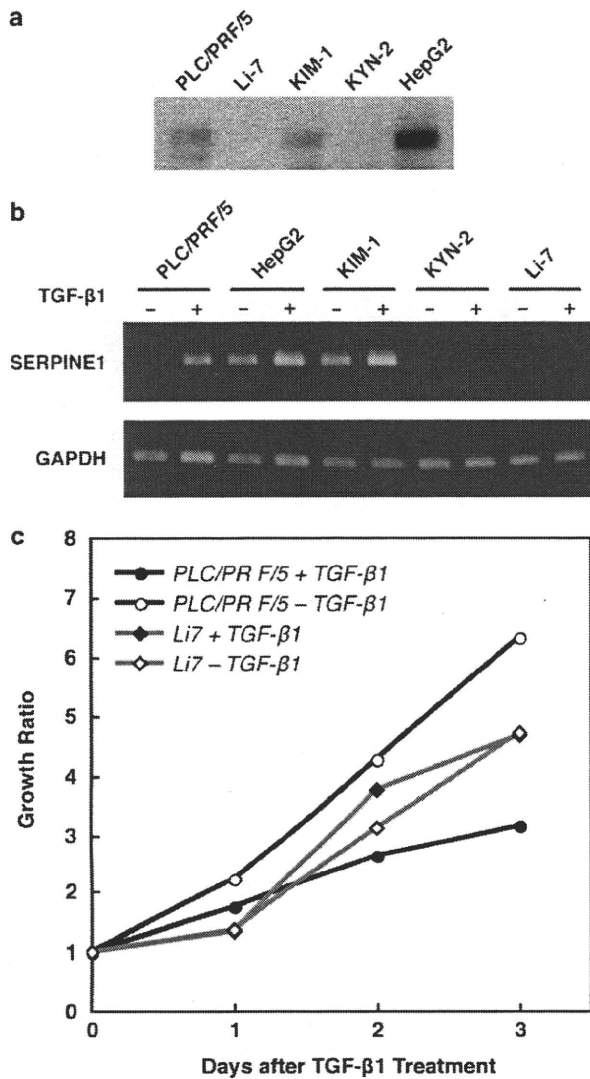 a
PLC/PRF/5 Li-7 KIM-1 KYN-2 HepG2
b
PLC/PRF/5 HepG2 KIM-1 KYN-2 Li-7
TGF-β1 − + − + − + − + − +
SERPINE1
GAPDH
c
8
7
6
5
4
3
2
1
0
Growth Ratio
PLC/PR F/5 + TGF-β1
PLC/PR F/5 – TGF-β1
Li7 + TGF-β1
Li7 – TGF-β1
0 1 2 3
Days after TGF-β1 Treatment